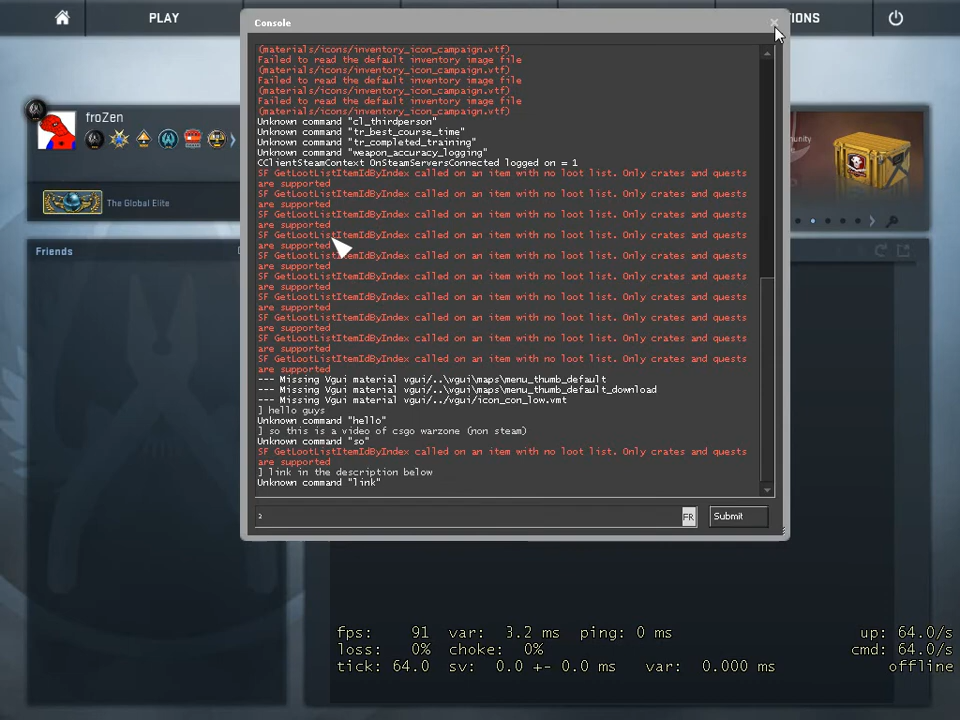 PLAY
Console
IONS
(materials/icons/inventory_icon_campaign.vtf)
Failed to read the default inventory image file
(materials/icons/inventory_icon_campaign.vtf)
Failed to read the default inventory image file
(materials/icons/inventory_icon_campaign.vtf)
Failed to read the default inventory image file
(materials/icons/inventory_icon_campaign.vtf)
Unknown command "cl_thirdperson"
Unknown command "tr_best_course_time"
Unknown command "tr_completed_training"
Unknown command "weapon_accuracy_logging"
CClientSteamContext OnSteamServersConnected logged on = 1
SF GetLootListItemIdByIndex called on an item with no loot list. Only crates and quests
are supported
SF GetLootListItemIdByIndex called on an item with no loot list. Only crates and quests
are supported
SF GetLootListItemIdByIndex called on an item with no loot list. Only crates and quests
are supported
SF GetLootListItemIdByIndex called on an item with no loot list. Only crates and quests
are supported
SF GetLootListItemIdByIndex called on an item with no loot list. Only crates and quests
are supported
SF GetLootListItemIdByIndex called on an item with no loot list. Only crates and quests
are supported
SF GetLootListItemIdByIndex called on an item with no loot list. Only crates and quests
are supported
SF GetLootListItemIdByIndex called on an item with no loot list. Only crates and quests
are supported
SF GetLootListItemIdByIndex called on an item with no loot list. Only crates and quests
are supported
SF GetLootListItemIdByIndex called on an item with no loot list. Only crates and quests
are supported
--- Missing Vgui material vgui/..\vgui\maps\menu_thumb_default
--- Missing Vgui material vgui/..\vgui\maps\menu_thumb_default_download
--- Missing Vgui material vgui/../vgui/icon_con_low.vmt
] hello guys
Unknown command "hello"
] so this is a video of csgo warzone (non steam)
Unknown command "so"
SF GetLootListItemIdByIndex called on an item with no loot list. Only crates and quests
are supported
] link in the description below
Unknown command "link"
FR
Submit
froZen
The Global Elite
Friends
munity
fps: 91 var: 3.2 ms ping: 0 ms
loss: 0% choke: 0%
tick: 64.0 sv: 0.0 +- 0.0 ms var: 0.000 ms
up: 64.0/s
cmd: 64.0/s
offline